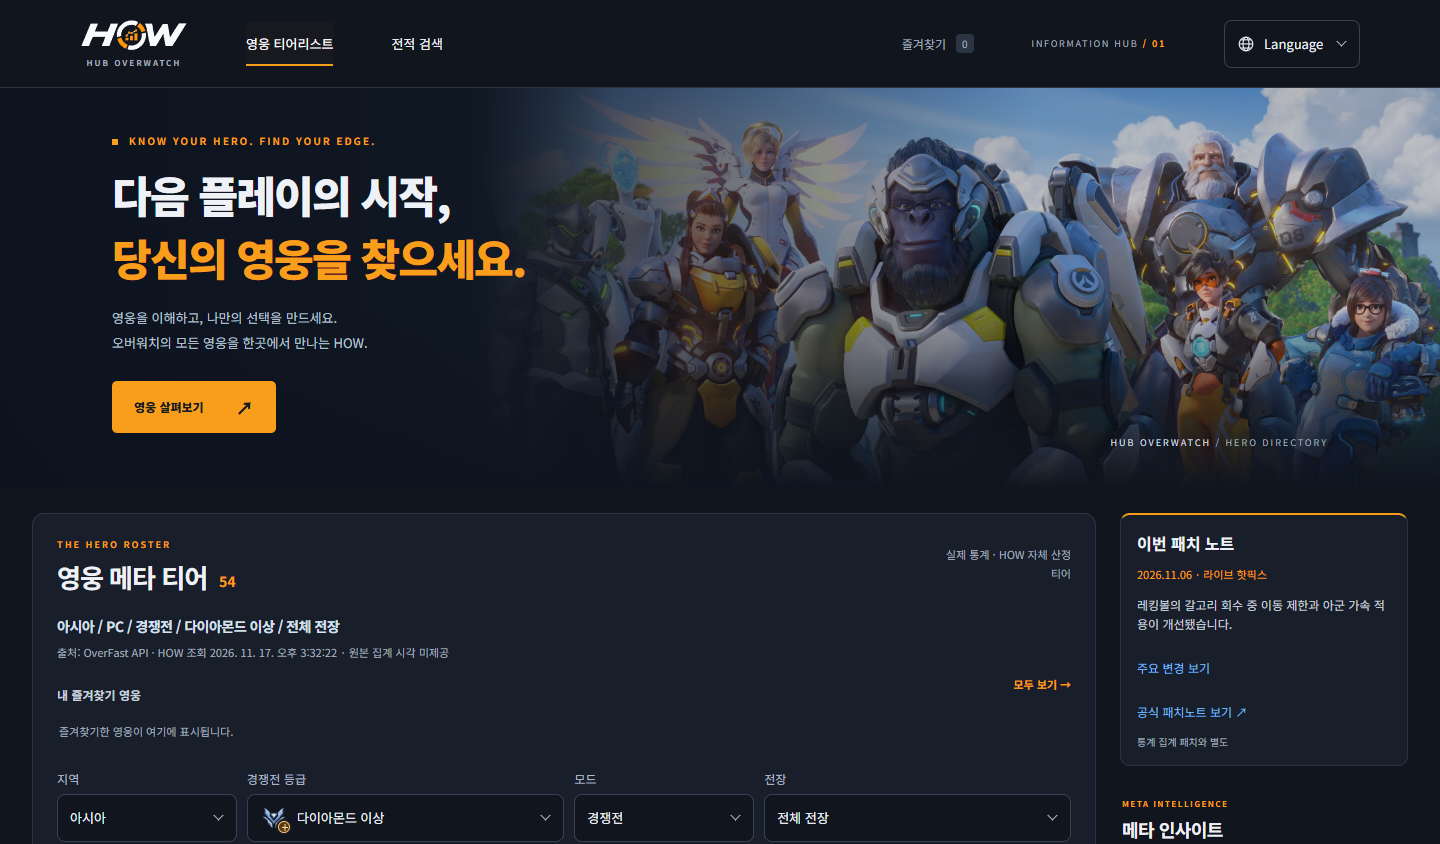 HOW
HUB OVERWATCH
영웅 티어리스트
전적 검색
즐겨찾기 0
INFORMATION HUB / 01
Language
KNOW YOUR HERO. FIND YOUR EDGE.
다음 플레이의 시작,
당신의 영웅을 찾으세요.
영웅을 이해하고, 나만의 선택을 만드세요.
오버워치의 모든 영웅을 한곳에서 만나는 HOW.
영웅 살펴보기 ↗
08
HUB OVERWATCH / HERO DIRECTORY
THE HERO ROSTER
영웅 메타 티어 54
실제 통계 · HOW 자체 산정
티어
아시아 / PC / 경쟁전 / 다이아몬드 이상 / 전체 전장
출처: OverFast API · HOW 조회 2026. 11. 17. 오후 3:32:22 · 원본 집계 시각 미제공
내 즐겨찾기 영웅
모두 보기 →
즐겨찾기한 영웅이 여기에 표시됩니다.
지역
경쟁전 등급
모드
전장
아시아
다이아몬드 이상
경쟁전
전체 전장
이번 패치 노트
2026.11.06 · 라이브 핫픽스
레킹볼의 갈고리 회수 중 이동 제한과 아군 가속 적
용이 개선됐습니다.
주요 변경 보기
공식 패치노트 보기 ↗
통계 집계 패치와 별도
META INTELLIGENCE
메타 인사이트